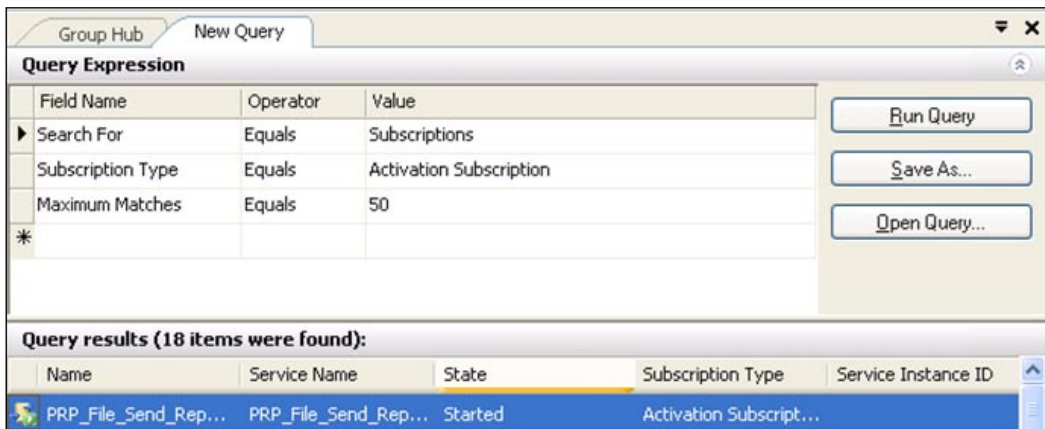 Group Hub New Query
Query Expression
Field Name Operator Value
Search For Equals Subscriptions
Subscription Type Equals Activation Subscription
Maximum Matches Equals 50
Run Query
Save As...
Open Query...
Query results (18 items were found):
Name Service Name State Subscription Type Service Instance ID
PRP_File_Send_Rep... PRP_File_Send_Rep... Started Activation Subscript...